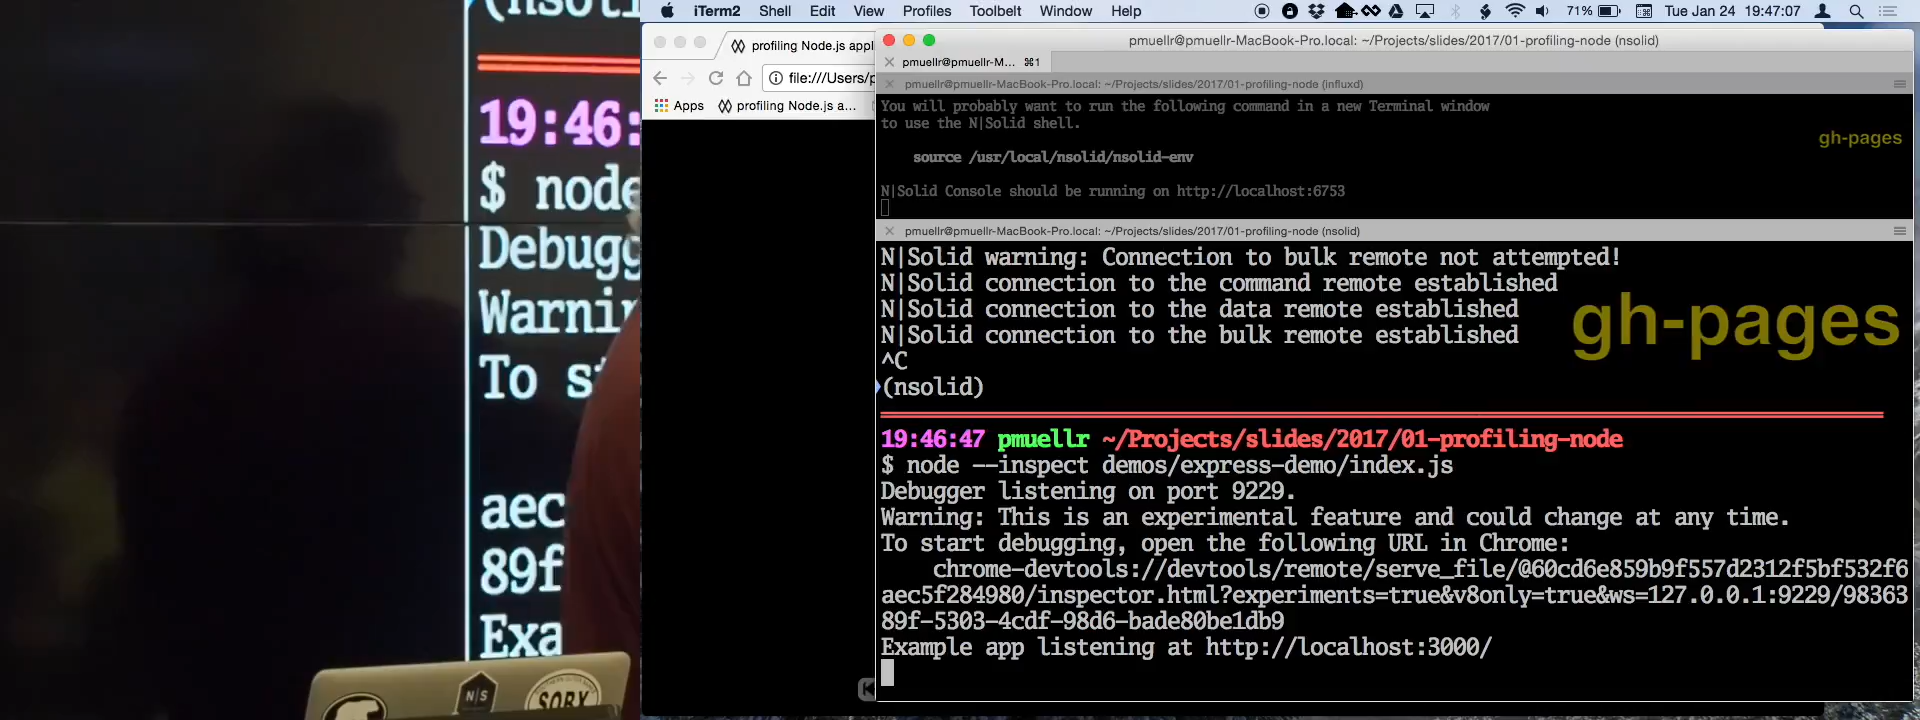 (nsoli
19:46:
$ node
Debugg
Warnin
To s
aec
89f
Exa
N|S
SORY
iTerm2 Shell Edit View Profiles Toolbelt Window Help
71% Tue Jan 24 19:47:07
profiling Node.js appl
file:///Users/p
Apps profiling Node.js a...
pmuellr@pmuellr-MacBook-Pro.local: ~/Projects/slides/2017/01-profiling-node (nsolid)
pmuellr@pmuellr-M... ⌘1
pmuellr@pmuellr-MacBook-Pro.local: ~/Projects/slides/2017/01-profiling-node (influxd)
You will probably want to run the following command in a new Terminal window
to use the N|Solid shell.
gh-pages
source /usr/local/nsolid/nsolid-env
N|Solid Console should be running on http://localhost:6753
pmuellr@pmuellr-MacBook-Pro.local: ~/Projects/slides/2017/01-profiling-node (nsolid)
N|Solid warning: Connection to bulk remote not attempted!
N|Solid connection to the command remote established
N|Solid connection to the data remote established
N|Solid connection to the bulk remote established
gh-pages
^C
(nsolid)
19:46:47 pmuellr ~/Projects/slides/2017/01-profiling-node
$ node --inspect demos/express-demo/index.js
Debugger listening on port 9229.
Warning: This is an experimental feature and could change at any time.
To start debugging, open the following URL in Chrome:
chrome-devtools://devtools/remote/serve_file/@60cd6e859b9f557d2312f5bf532f6
aec5f284980/inspector.html?experiments=true&v8only=true&ws=127.0.0.1:9229/98363
89f-5303-4cdf-98d6-bade80be1db9
Example app listening at http://localhost:3000/